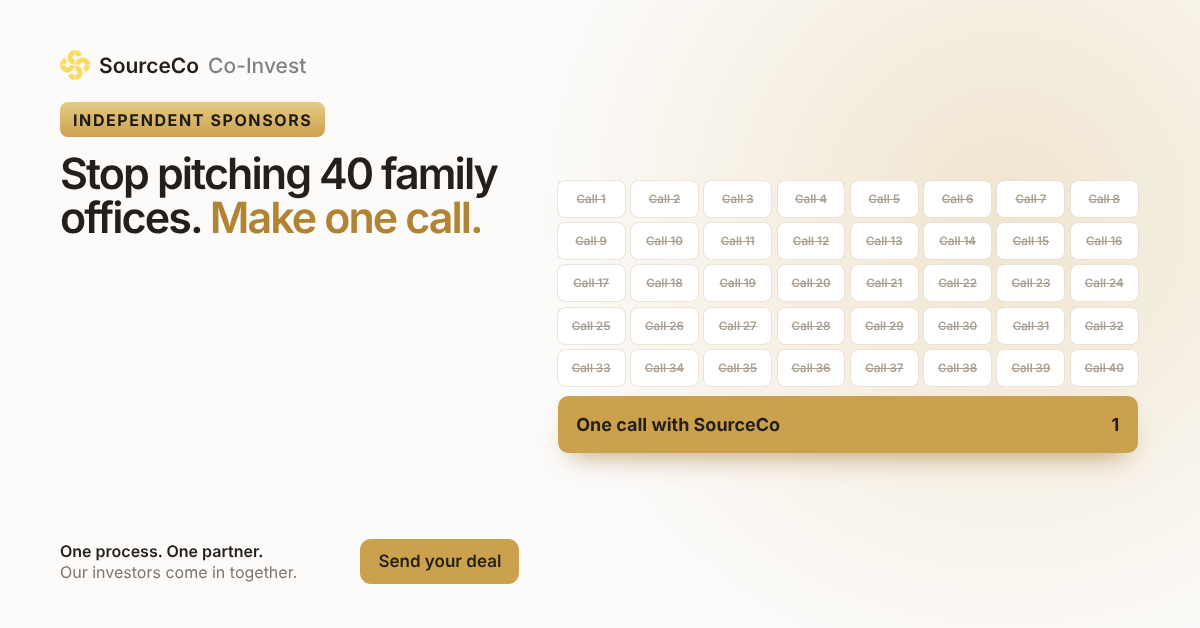 SourceCo Co-Invest
INDEPENDENT SPONSORS
Stop pitching 40 family
offices. Make one call.
Call 1 Call 2 Call 3 Call 4 Call 5 Call 6 Call 7 Call 8
Call 9 Call 10 Call 11 Call 12 Call 13 Call 14 Call 15 Call 16
Call 17 Call 18 Call 19 Call 20 Call 21 Call 22 Call 23 Call 24
Call 25 Call 26 Call 27 Call 28 Call 29 Call 30 Call 31 Call 32
Call 33 Call 34 Call 35 Call 36 Call 37 Call 38 Call 39 Call 40
One call with SourceCo 1
One process. One partner.
Our investors come in together.
Send your deal